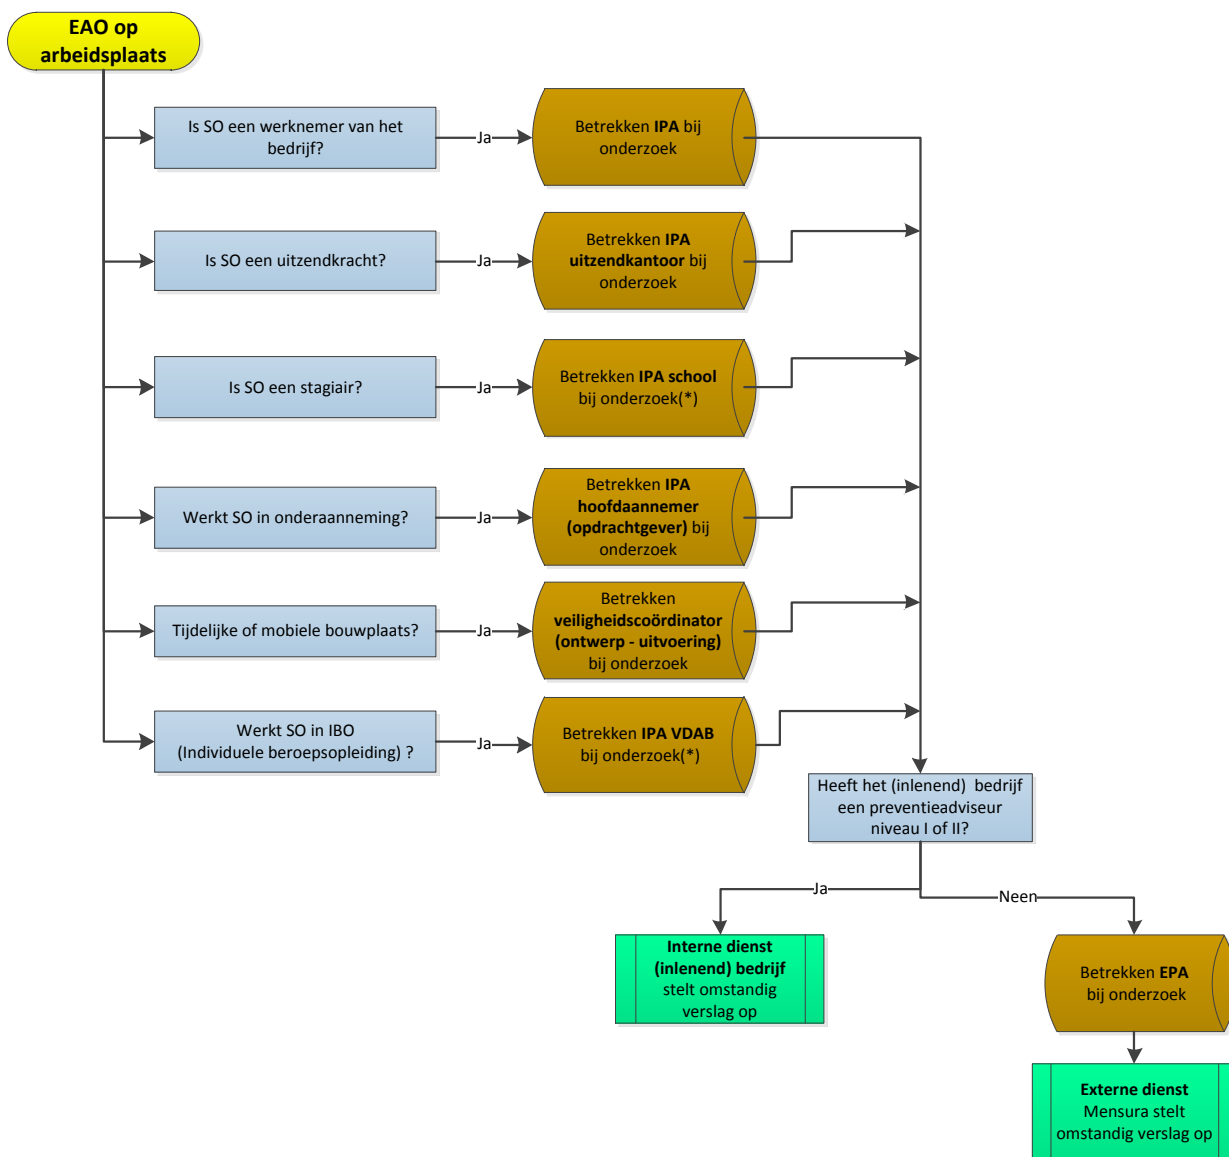 EAO op
arbeidsplaats
Is SO een werknemer van het
bedrijf?
Ja
Betrekken IPA bij
onderzoek
Is SO een uitzendkracht?
Ja
Betrekken IPA
uitzendkantoor bij
onderzoek
Is SO een stagiair?
Ja
Betrekken IPA school
bij onderzoek(*)
Werkt SO in onderaanneming?
Ja
Betrekken IPA
hoofdaannemer
(opdrachtgever) bij
onderzoek
Tijdelijke of mobiele bouwplaats?
Ja
Betrekken
veiligheidscoördinator
(ontwerp - uitvoering)
bij onderzoek
Werkt SO in IBO
(Individuele beroepsopleiding) ?
Ja
Betrekken IPA VDAB
bij onderzoek(*)
Heeft het (inlenend) bedrijf
een preventieadviseur
niveau I of II?
Ja
Neen
Interne dienst
(inlenend) bedrijf
stelt omstandig
verslag op
Betrekken EPA
bij onderzoek
Externe dienst
Mensura stelt
omstandig verslag op